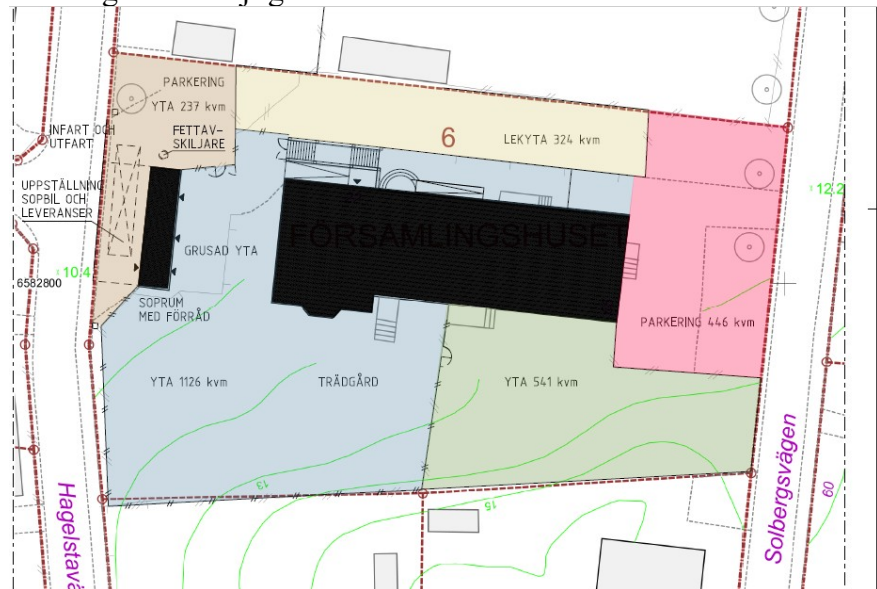 PARKERING
YTA 237 kvm
INFART OCH
UTFART
FETTAV-
SKILJARE
6
LEKYTA 324 kvm
UPPSTÄLLNING
SOPBIL OCH
LEVERANSER
12.2
FÖRSAMLINGSHUSET
GRUSAD YTA
10.4
6582800
SOPRUM
MED FÖRRÅD
PARKERING 446 kvm
YTA 1126 kvm
TRÄDGÅRD
YTA 541 kvm
13
15
Hagelstavä
Solbergsvägen
60